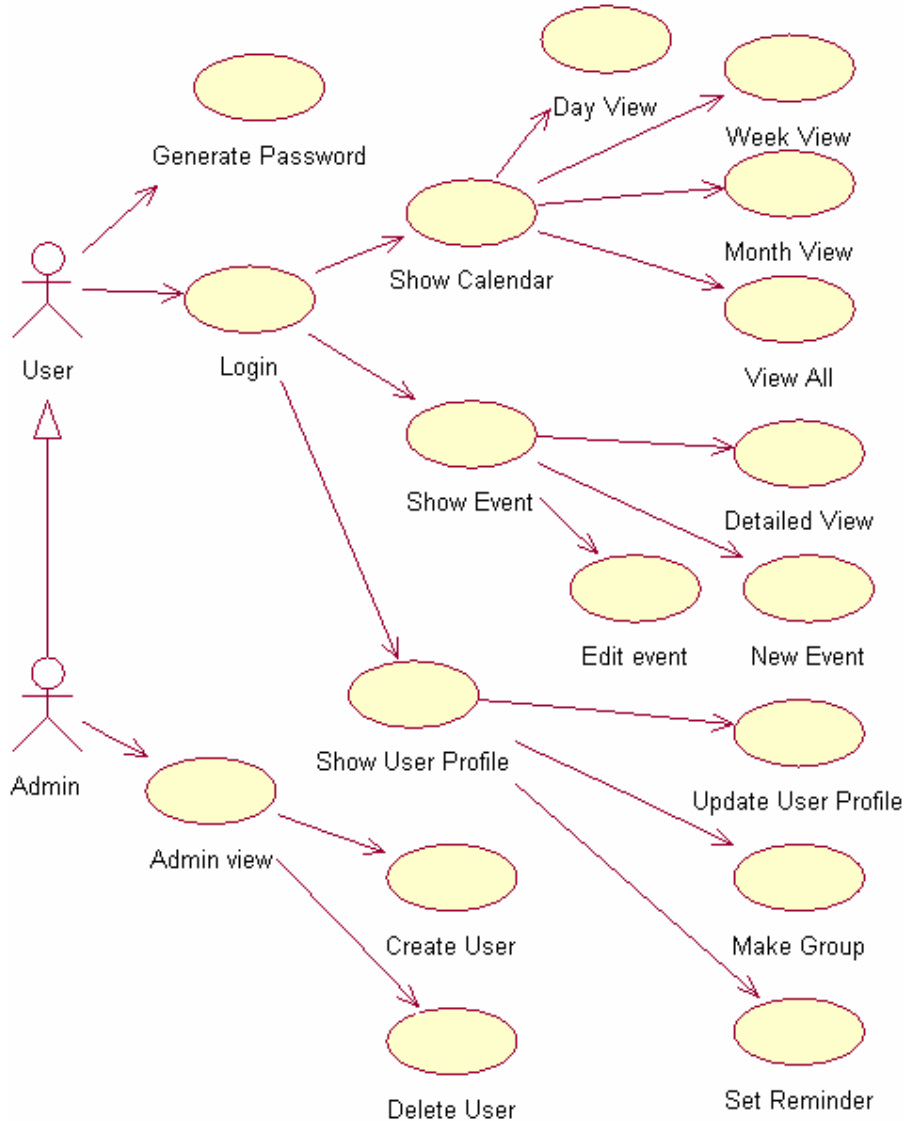 Day View
Week View
Generate Password
Month View
Show Calendar
User
Login
View All
Show Event
Detailed View
Edit event
New Event
Admin
Show User Profile
Update User Profile
Admin view
Create User
Make Group
Delete User
Set Reminder